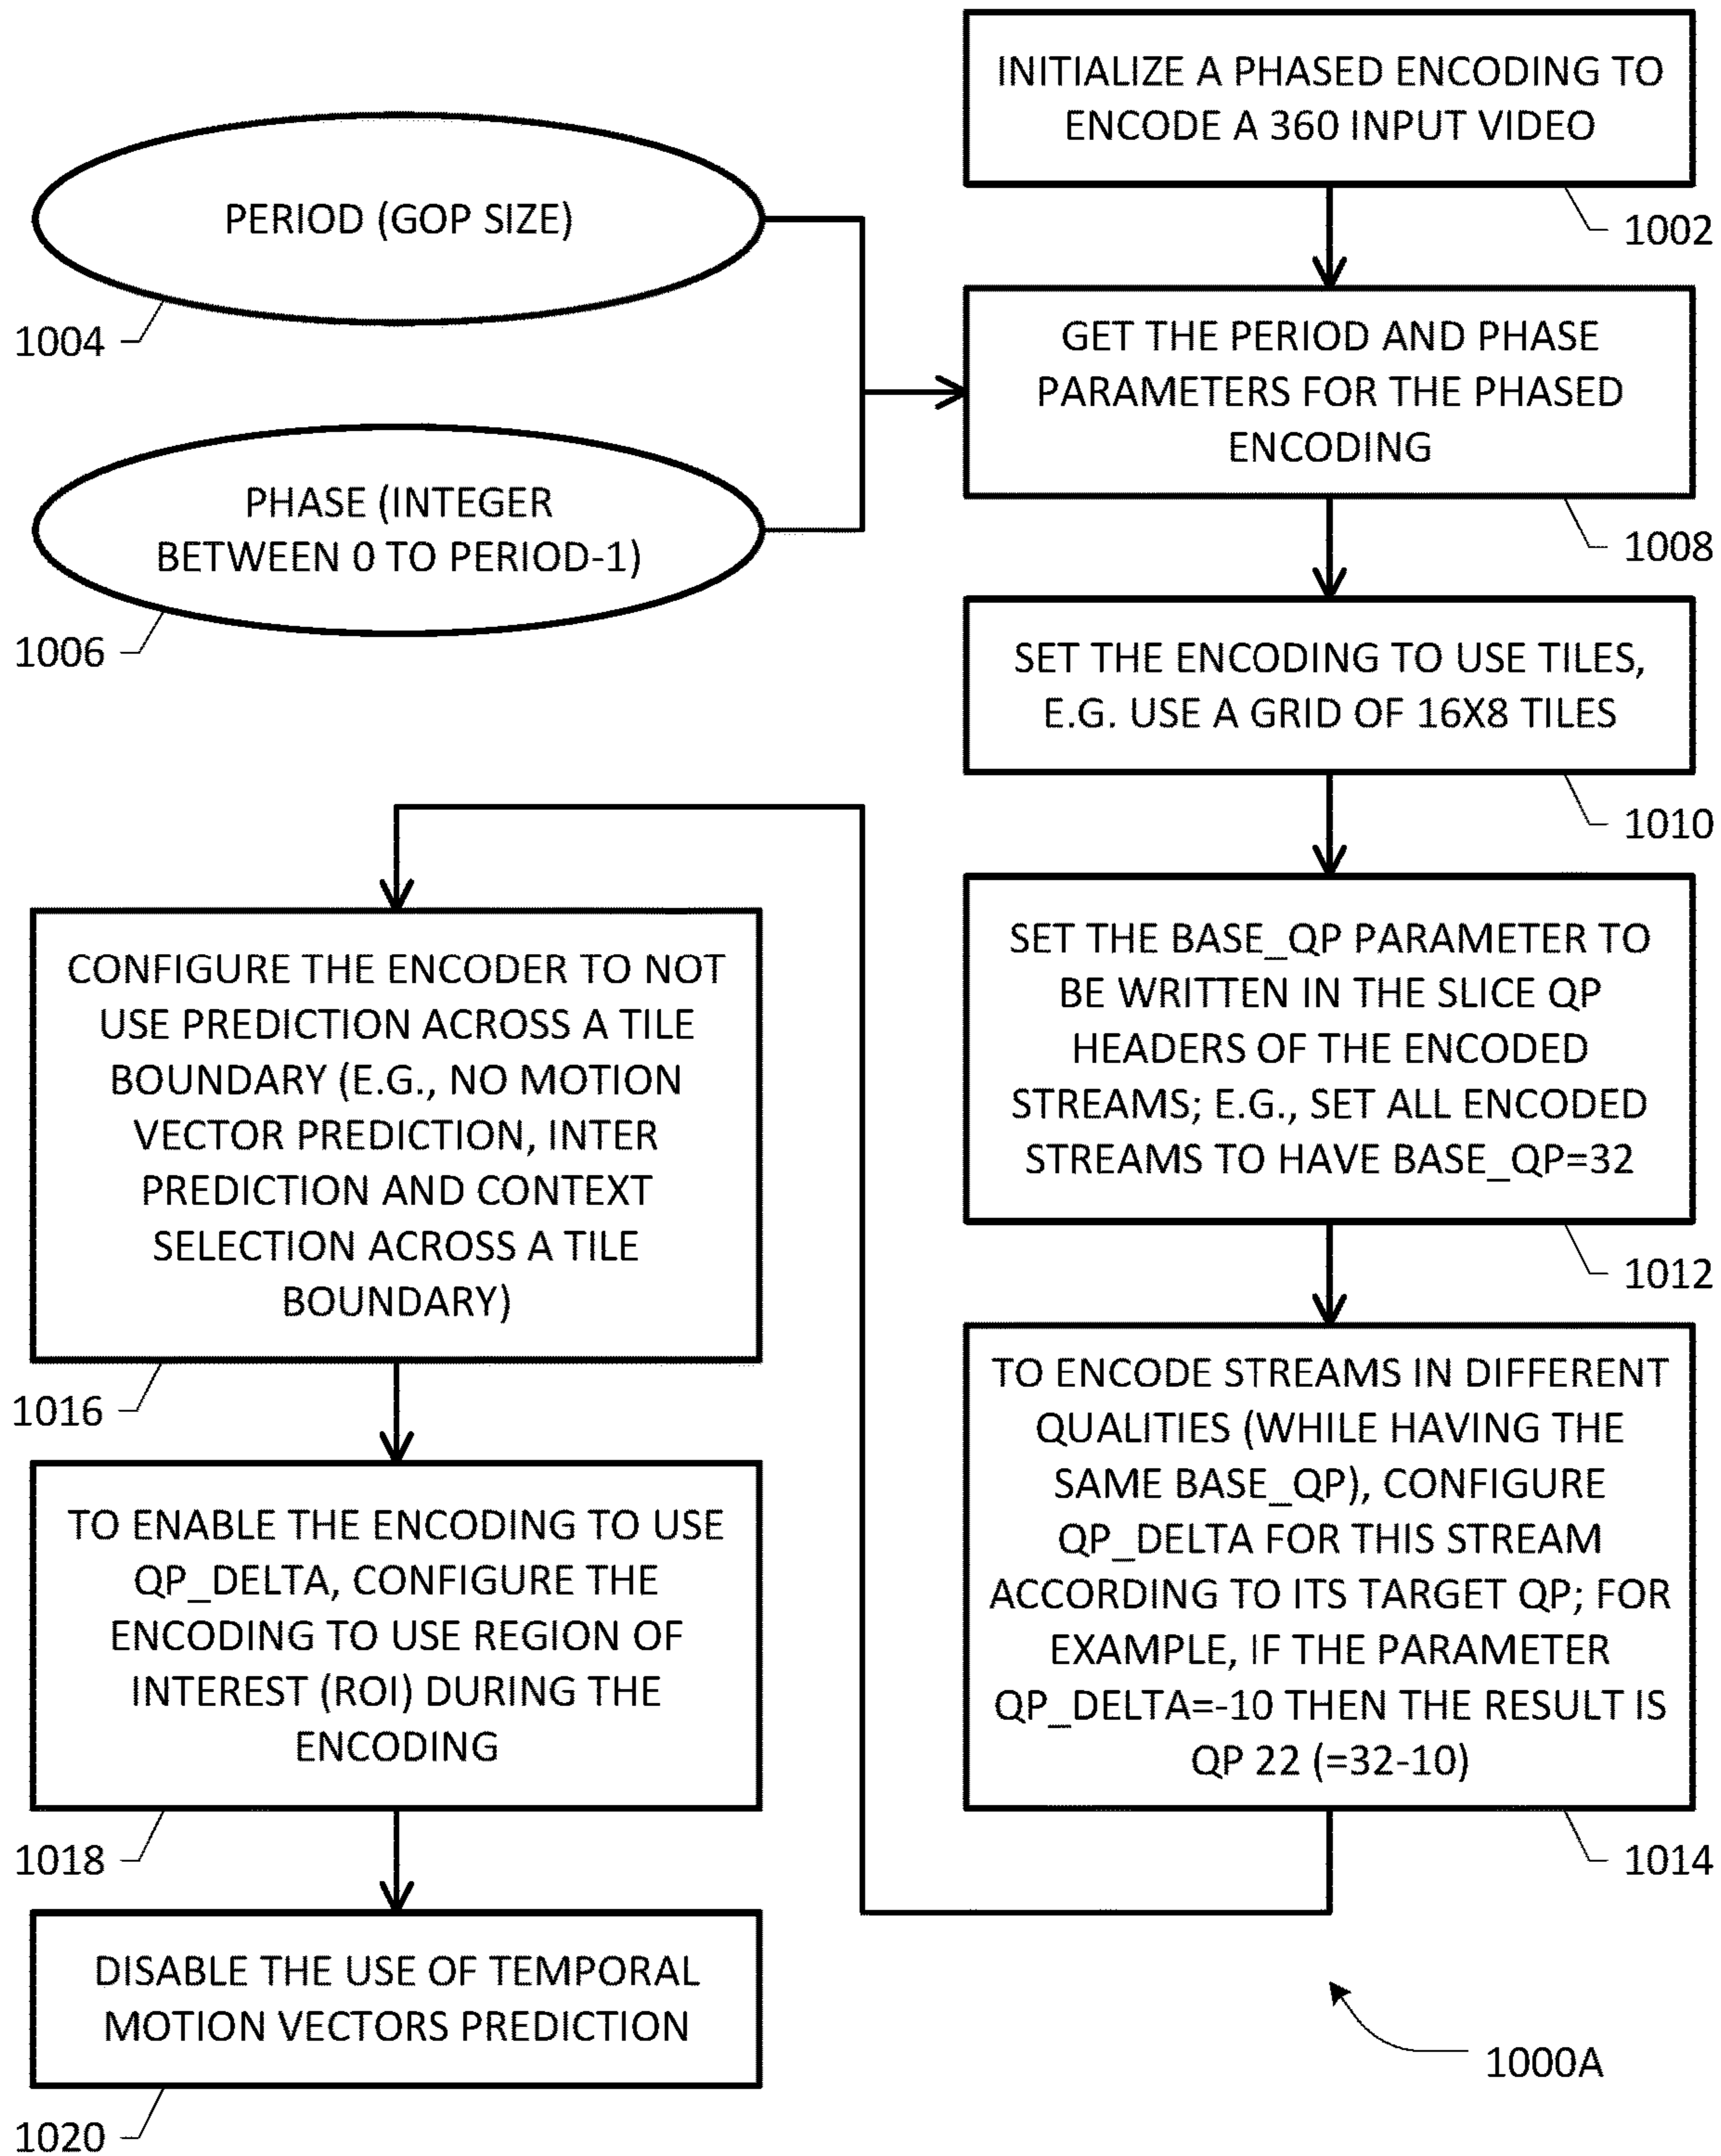 INITIALIZE A PHASED ENCODING TO
ENCODE A 360 INPUT VIDEO
1002
PERIOD (GOP SIZE)
1004
PHASE (INTEGER
BETWEEN 0 TO PERIOD-1)
1006
GET THE PERIOD AND PHASE
PARAMETERS FOR THE PHASED
ENCODING
1008
SET THE ENCODING TO USE TILES,
E.G. USE A GRID OF 16X8 TILES
1010
SET THE BASE_QP PARAMETER TO
BE WRITTEN IN THE SLICE QP
HEADERS OF THE ENCODED
STREAMS; E.G., SET ALL ENCODED
STREAMS TO HAVE BASE_QP=32
1012
TO ENCODE STREAMS IN DIFFERENT
QUALITIES (WHILE HAVING THE
SAME BASE_QP), CONFIGURE
QP_DELTA FOR THIS STREAM
ACCORDING TO ITS TARGET QP; FOR
EXAMPLE, IF THE PARAMETER
QP_DELTA=-10 THEN THE RESULT IS
QP 22 (=32-10)
1014
CONFIGURE THE ENCODER TO NOT
USE PREDICTION ACROSS A TILE
BOUNDARY (E.G., NO MOTION
VECTOR PREDICTION, INTER
PREDICTION AND CONTEXT
SELECTION ACROSS A TILE
BOUNDARY)
1016
TO ENABLE THE ENCODING TO USE
QP_DELTA, CONFIGURE THE
ENCODING TO USE REGION OF
INTEREST (ROI) DURING THE
ENCODING
1018
DISABLE THE USE OF TEMPORAL
MOTION VECTORS PREDICTION
1020
1000A